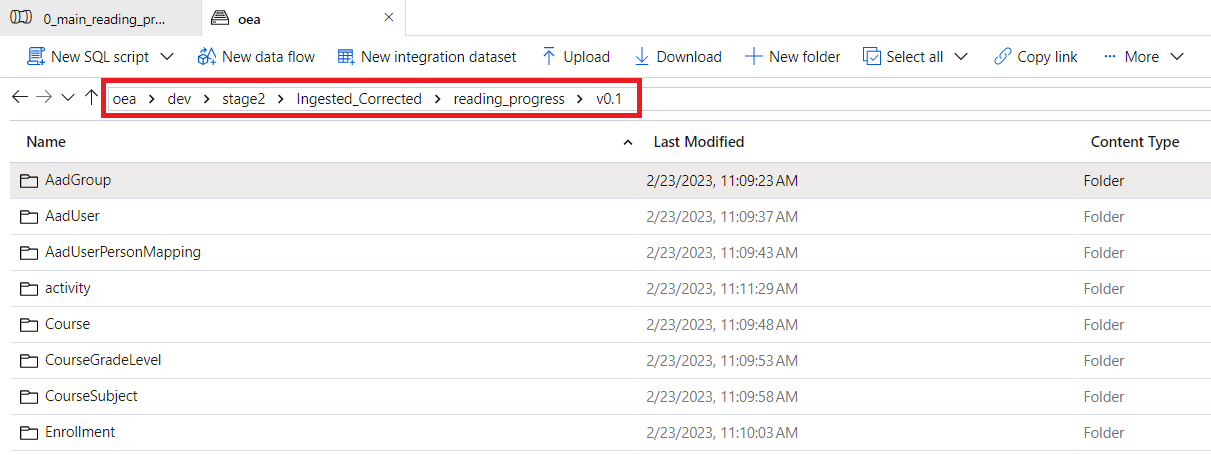 0_main_reading_pr... oea
New SQL script New data flow New integration dataset Upload Download New folder Select all Copy link ··· More
oea > dev > stage2 > Ingested_Corrected > reading_progress > v0.1
Name Last Modified Content Type
AadGroup 2/23/2023, 11:09:23 AM Folder
AadUser 2/23/2023, 11:09:37 AM Folder
AadUserPersonMapping 2/23/2023, 11:09:43 AM Folder
activity 2/23/2023, 11:11:29 AM Folder
Course 2/23/2023, 11:09:48 AM Folder
CourseGradeLevel 2/23/2023, 11:09:53 AM Folder
CourseSubject 2/23/2023, 11:09:58 AM Folder
Enrollment 2/23/2023, 11:10:03 AM Folder